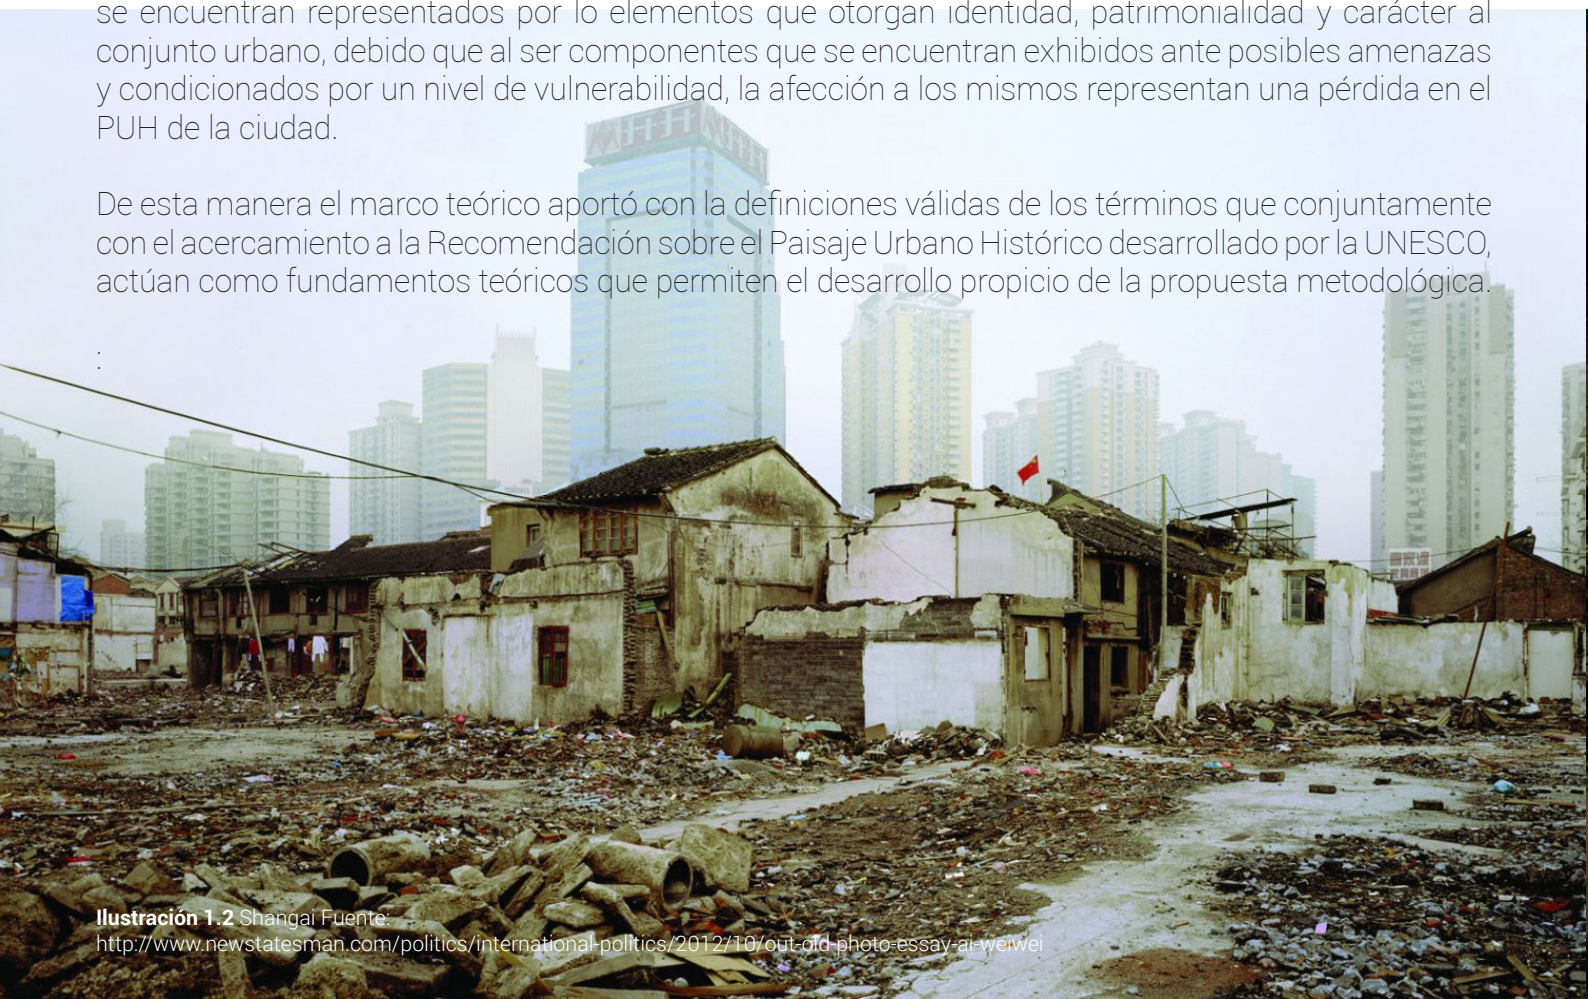 se encuentran representados por lo elementos que otorgan identidad, patrimonialidad y carácter al
conjunto urbano, debido que al ser componentes que se encuentran exhibidos ante posibles amenazas
y condicionados por un nivel de vulnerabilidad, la afección a los mismos representan una pérdida en el
PUH de la ciudad.
De esta manera el marco teórico aportó con la definiciones válidas de los términos que conjuntamente
con el acercamiento a la Recomendación sobre el Paisaje Urbano Histórico desarrollado por la UNESCO,
actúan como fundamentos teóricos que permiten el desarrollo propicio de la propuesta metodológica.
:
Ilustración 1.2 Shangai Fuente:
http://www.newstatesman.com/politics/international-politics/2012/10/out-old-photo-essay-ai-weiwei